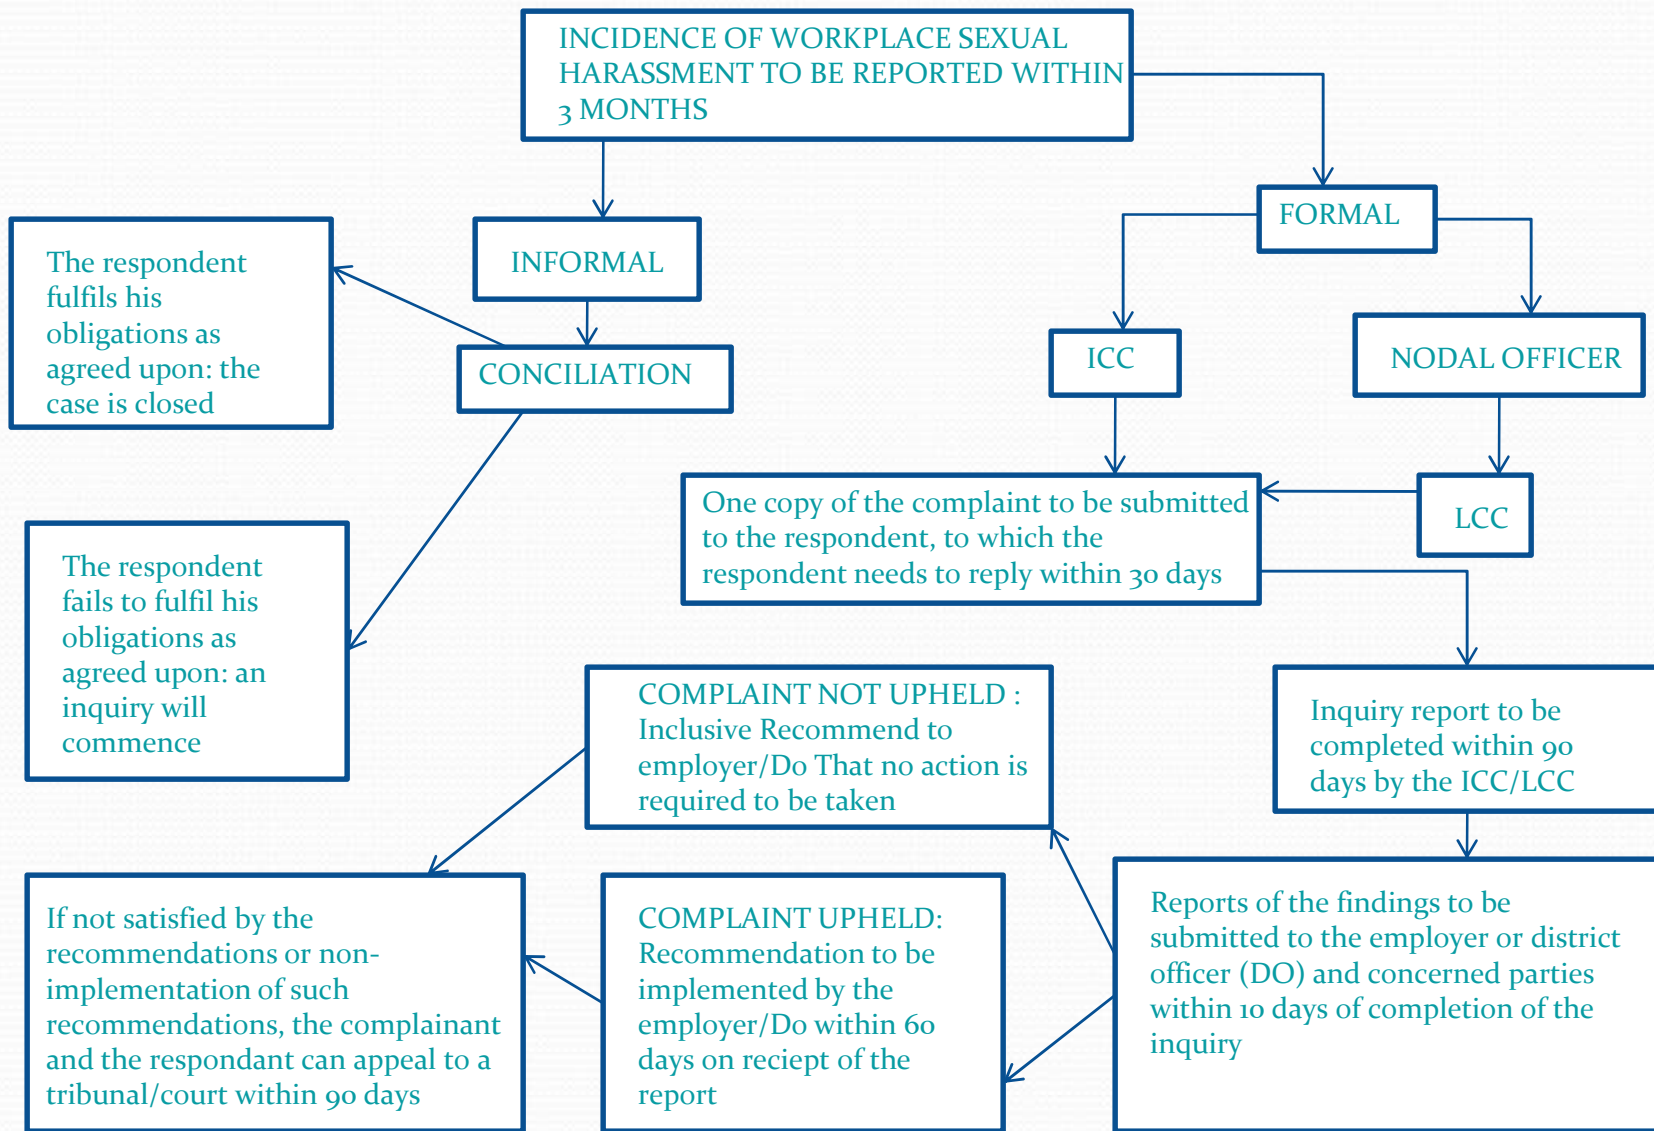 INCIDENCE OF WORKPLACE SEXUAL
HARASSMENT TO BE REPORTED WITHIN
3 MONTHS
FORMAL
INFORMAL
The respondent
fulfils his
obligations as
agreed upon: the
case is closed
CONCILIATION
ICC
NODAL OFFICER
One copy of the complaint to be submitted
to the respondent, to which the
respondent needs to reply within 30 days
LCC
The respondent
fails to fulfil his
obligations as
agreed upon: an
inquiry will
commence
COMPLAINT NOT UPHELD :
Inclusive Recommend to
employer/Do That no action is
required to be taken
Inquiry report to be
completed within 90
days by the ICC/LCC
If not satisfied by the
recommendations or non-
implementation of such
recommendations, the complainant
and the respondant can appeal to a
tribunal/court within 90 days
COMPLAINT UPHELD:
Recommendation to be
implemented by the
employer/Do within 60
days on reciept of the
report
Reports of the findings to be
submitted to the employer or district
officer (DO) and concerned parties
within 10 days of completion of the
inquiry